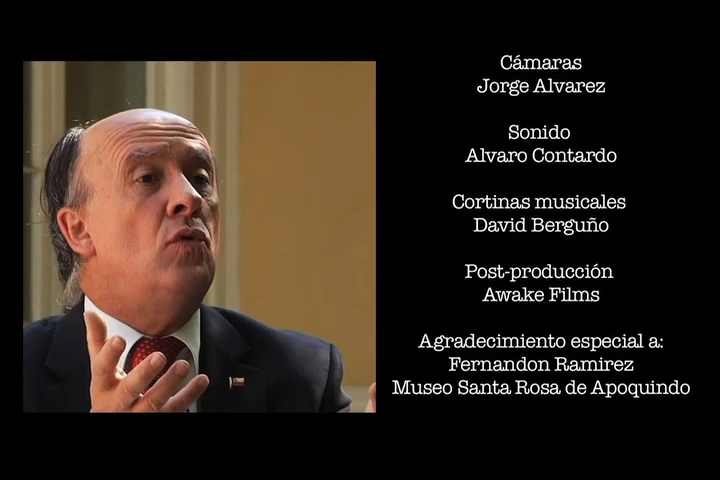 Cámaras
Jorge Alvarez
Sonido
Alvaro Contardo
Cortinas musicales
David Berguño
Post-producción
Awake Films
Agradecimiento especial a:
Fernandon Ramirez
Museo Santa Rosa de Apoquindo